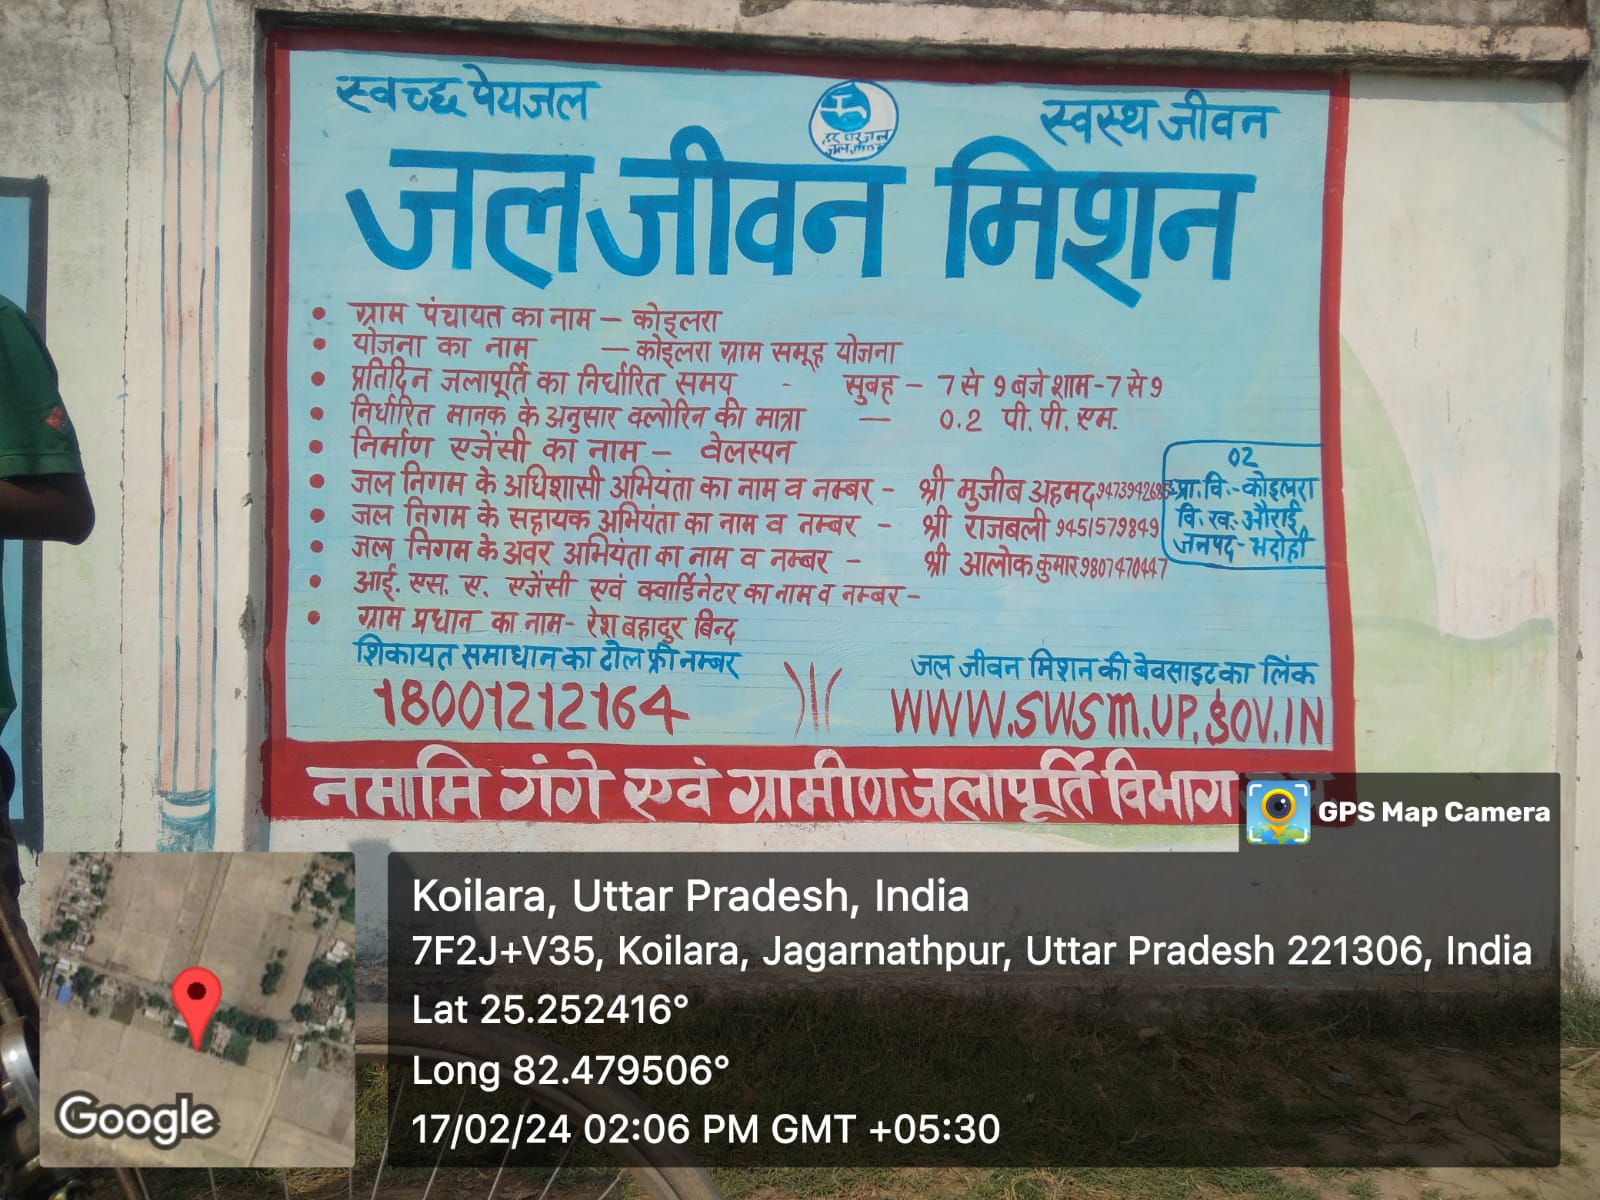 स्वच्छ पेयजल
स्वस्थ जीवन
हर घर जल
जल जीवन मिशन
ग्राम पंचायत का नाम – कोइलरा
योजना का नाम – कोइलरा ग्राम समूह योजना
प्रतिदिन जलापूर्ति का निर्धारित समय - सुबह – 7 से 9 बजे शाम-7 से 9
निर्धारित मानक के अनुसार क्लोरिन की मात्रा – 0.2 पी. पी. एम.
निर्माण एजेंसी का नाम – वेलस्पन
जल निगम के अधिशासी अभियंता का नाम व नम्बर - श्री मुजीब अहमद
जल निगम के सहायक अभियंता का नाम व नम्बर - श्री राजबली 9451579849
जल निगम के अवर अभियंता का नाम व नम्बर - श्री आलोक कुमार 9807470447
आई. एस. ए. एजेंसी एवं क्वार्डिनेटर का नाम व नम्बर -
ग्राम प्रधान का नाम- रेश बहादुर बिन्द
02
प्रा. वि.-कोइलरा
वि. ख.-औराई
जनपद-भदोही
शिकायत समाधान का टोल फ्री नम्बर
18001212164
जल जीवन मिशन की बेवसाइट का लिंक
WWW.SWSM.UP.GOV.IN
नमामि गंगे एवं ग्रामीण जलापूर्ति विभाग
GPS Map Camera
Koilara, Uttar Pradesh, India
7F2J+V35, Koilara, Jagarnathpur, Uttar Pradesh 221306, India
Lat 25.252416°
Long 82.479506°
17/02/24 02:06 PM GMT +05:30
Google